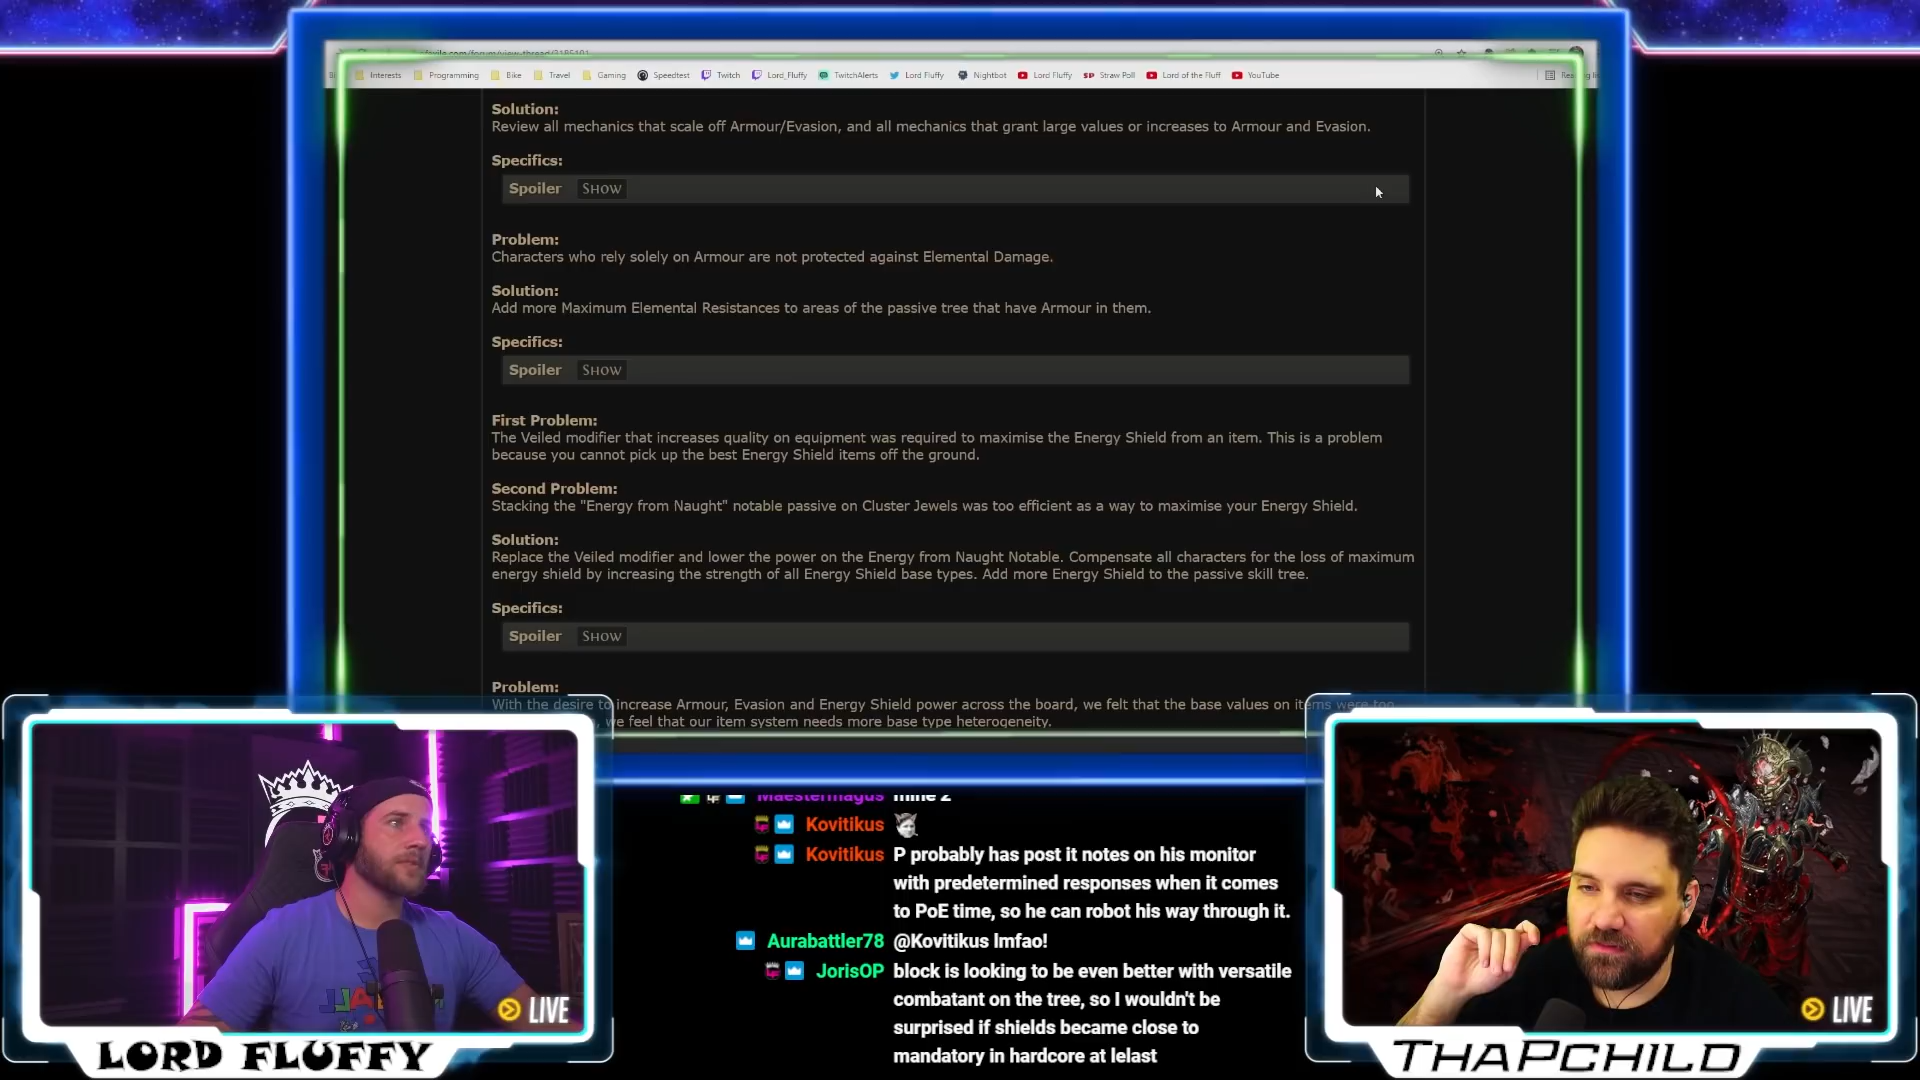 Interests Programming Bike Travel Gaming Speedtest Twitch Lord_Fluffy TwitchAlerts Lord Fluffy Nightbot Lord Fluffy Straw Poll Lord of the Fluff YouTube
Solution:
Review all mechanics that scale off Armour/Evasion, and all mechanics that grant large values or increases to Armour and Evasion.
Specifics:
Spoiler SHOW
Problem:
Characters who rely solely on Armour are not protected against Elemental Damage.
Solution:
Add more Maximum Elemental Resistances to areas of the passive tree that have Armour in them.
Specifics:
Spoiler SHOW
First Problem:
The Veiled modifier that increases quality on equipment was required to maximise the Energy Shield from an item. This is a problem
because you cannot pick up the best Energy Shield items off the ground.
Second Problem:
Stacking the "Energy from Naught" notable passive on Cluster Jewels was too efficient as a way to maximise your Energy Shield.
Solution:
Replace the Veiled modifier and lower the power on the Energy from Naught Notable. Compensate all characters for the loss of maximum
energy shield by increasing the strength of all Energy Shield base types. Add more Energy Shield to the passive skill tree.
Specifics:
Spoiler SHOW
Problem:
With the desire to increase Armour, Evasion and Energy Shield power across the board, we felt that the base values on items were too
we feel that our item system needs more base type heterogeneity.
Maestermagus mine 2
Kovitikus
Kovitikus P probably has post it notes on his monitor
with predetermined responses when it comes
to PoE time, so he can robot his way through it.
Aurabattler78 @Kovitikus lmfao!
JorisOP block is looking to be even better with versatile
combatant on the tree, so I wouldn't be
surprised if shields became close to
mandatory in hardcore at lelast
LIVE
LORD FLUFFY
LIVE
THAPCHILD